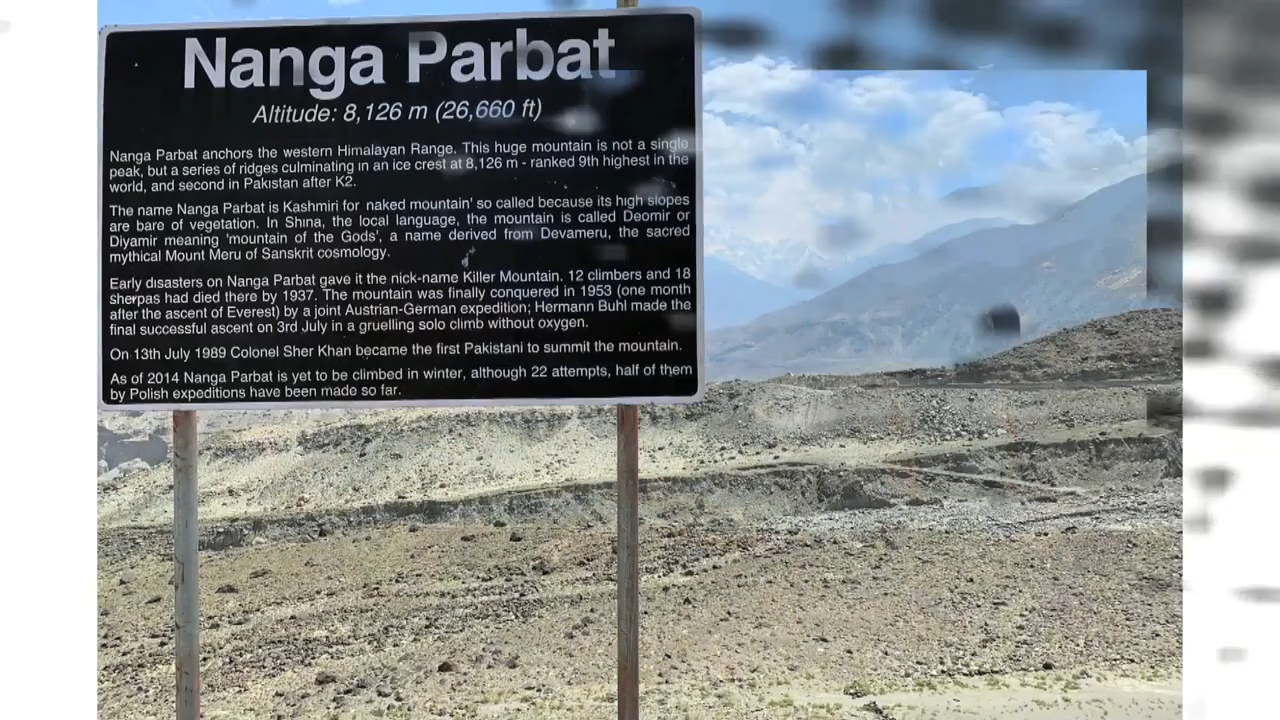 Nanga Parbat
Altitude: 8,126 m (26,660 ft)
Nanga Parbat anchors the western Himalayan Range. This huge mountain is not a single
peak, but a series of ridges culminating in an ice crest at 8,126 m - ranked 9th highest in the
world, and second in Pakistan after K2.
The name Nanga Parbat is Kashmiri for naked mountain' so called because its high slopes
are bare of vegetation. In Shina, the local language, the mountain is called Deomir or
Diyamir meaning 'mountain of the Gods', a name derived from Devameru, the sacred
mythical Mount Meru of Sanskrit cosmology.
Early disasters on Nanga Parbat gave it the nick-name Killer Mountain. 12 climbers and 18
sherpas had died there by 1937. The mountain was finally conquered in 1953 (one month
after the ascent of Everest) by a joint Austrian-German expedition; Hermann Buhl made the
final successful ascent on 3rd July in a gruelling solo climb without oxygen.
On 13th July 1989 Colonel Sher Khan became the first Pakistani to summit the mountain.
As of 2014 Nanga Parbat is yet to be climbed in winter, although 22 attempts, half of them
by Polish expeditions have been made so far.